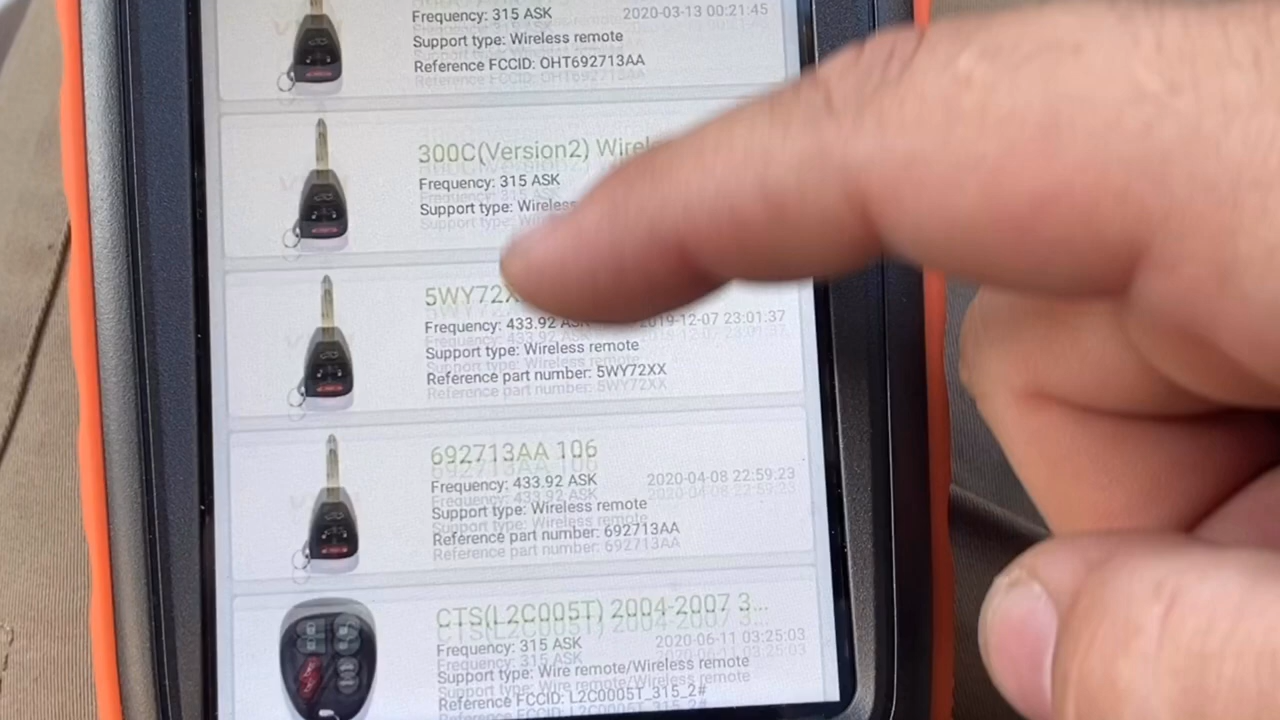 Frequency: 315 ASK
2020-03-13 00:21:45
Support type: Wireless remote
Reference FCCID: OHT692713AA
300C(Version2)
Frequency: 315 ASK
Support type:
Frequency: 433.92 ASK
2019-12-07 23:01:37
Support type: Wireless remote
Reference part number: 5WY72XX
692713AA 106
Frequency: 433.92 ASK
2020-04-08 22:59:23
Support type: Wireless remote
Reference part number: 692713AA
CTS(L2C005T) 2004-2007 3...
Frequency: 315 ASK
2020-06-11 03:25:03
Support type: Wire remote/Wireless remote
Reference FCCID: L2C0005T_315_2#